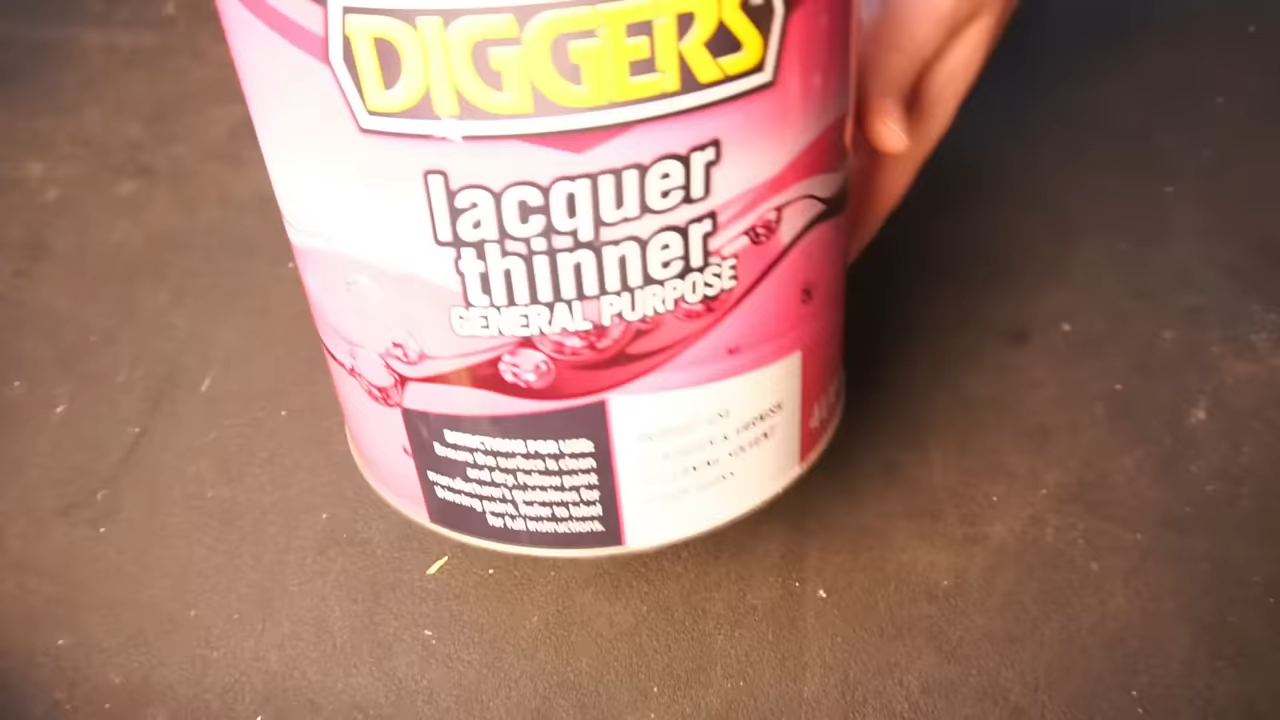 DIGGERS
lacquer
thinner
GENERAL PURPOSE
DIRECTIONS FOR USE:
Ensure the surface is clean
and dry. Follow paint
manufacturer's guidelines for
thinning paint. Refer to label
for full instructions.